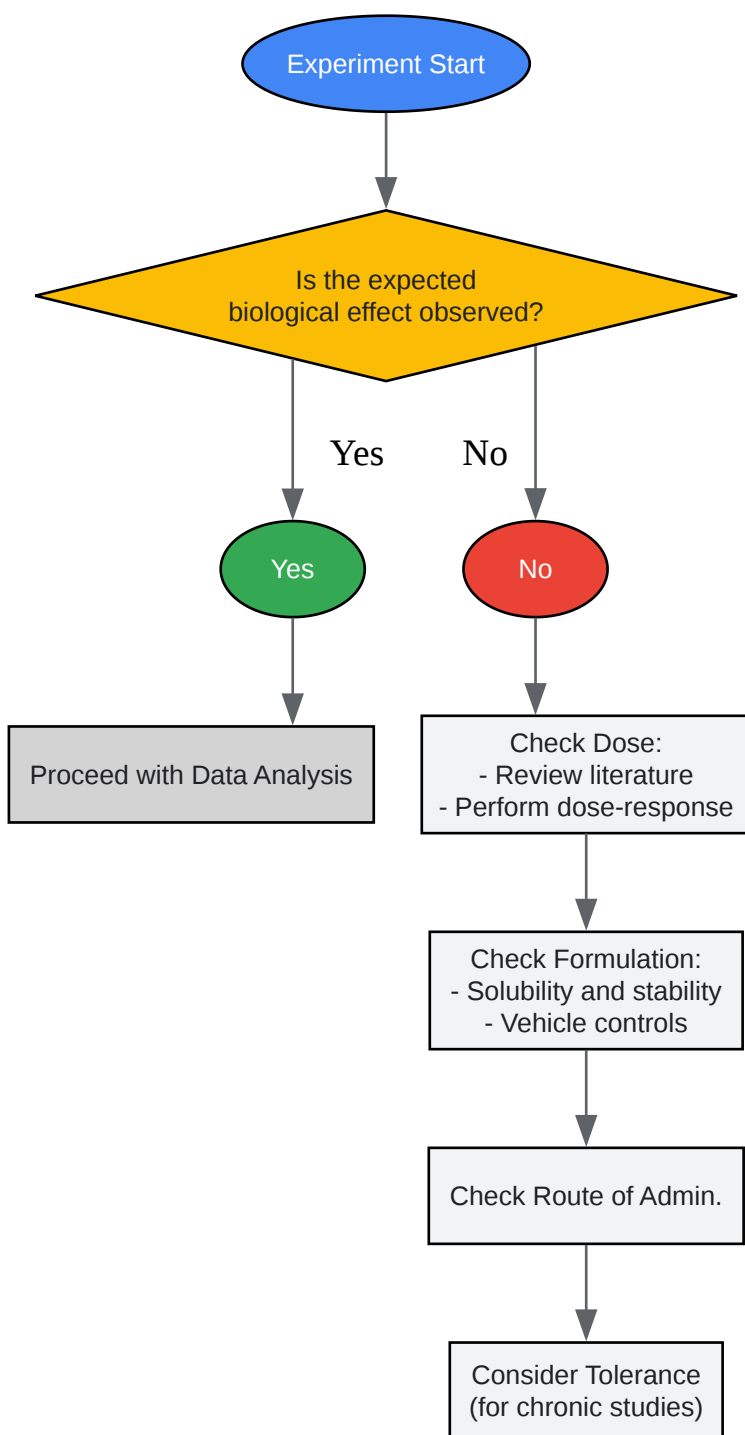 Experiment Start
Is the expected
biological effect observed?
Yes
No
Yes
No
Proceed with Data Analysis
Check Dose:
- Review literature
- Perform dose-response
Check Formulation:
- Solubility and stability
- Vehicle controls
Check Route of Admin.
Consider Tolerance
(for chronic studies)